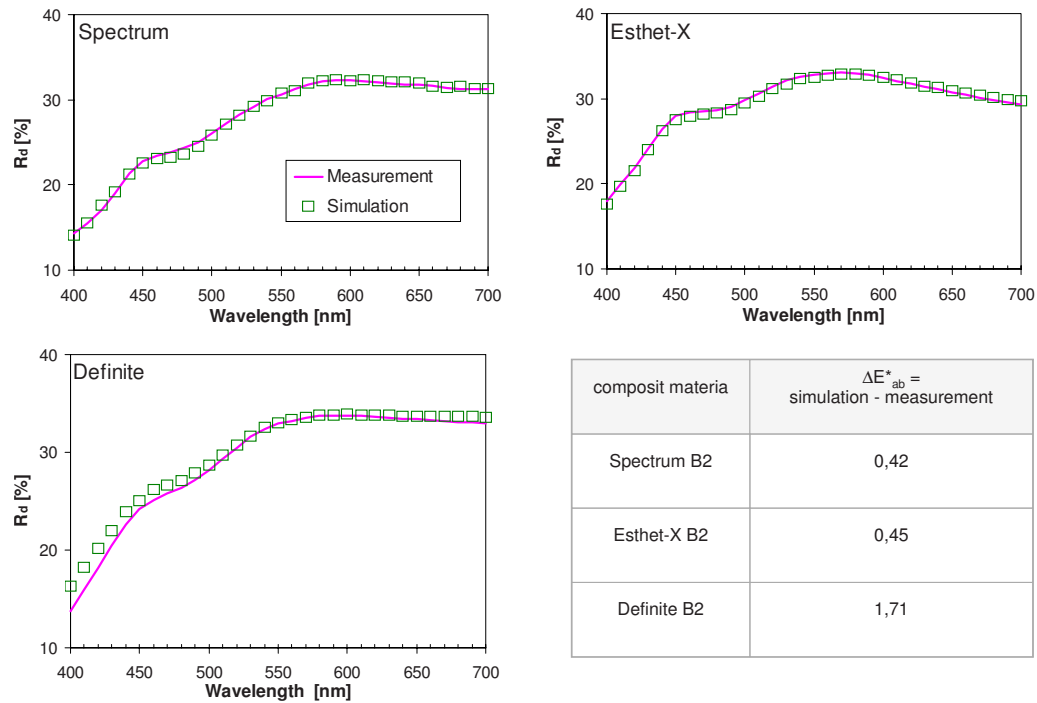 Spectrum
40
30
20
10
Rd [%]
Measurement
Simulation
400 450 500 550 600 650 700
Wavelength [nm]
Esthet-X
40
30
20
10
Rd [%]
400 450 500 550 600 650 700
Wavelength [nm]
Definite
40
30
20
10
Rd [%]
400 450 500 550 600 650 700
Wavelength [nm]
composit materia
ΔE*ab =
simulation - measurement
Spectrum B2 0,42
Esthet-X B2 0,45
Definite B2 1,71